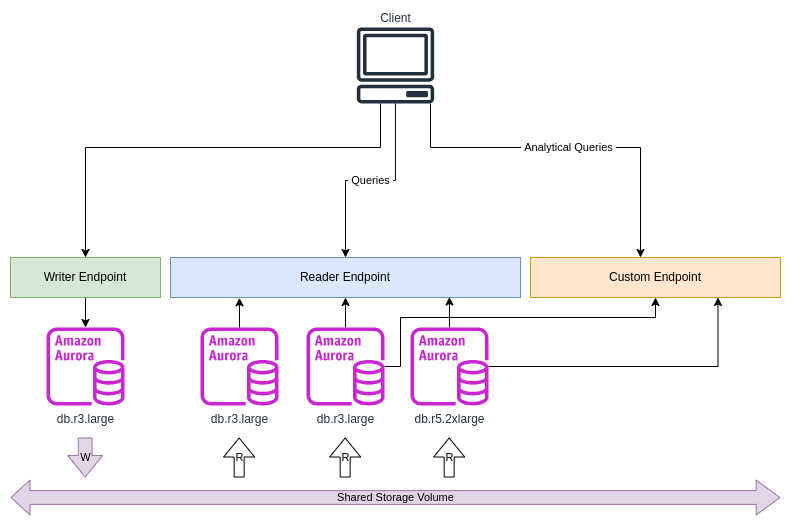 Client
Analytical Queries
Queries
Writer Endpoint
Reader Endpoint
Custom Endpoint
Amazon
Aurora
Amazon
Aurora
Amazon
Aurora
Amazon
Aurora
db.r3.large
db.r3.large
db.r3.large
db.r5.2xlarge
W
R
R
R
Shared Storage Volume